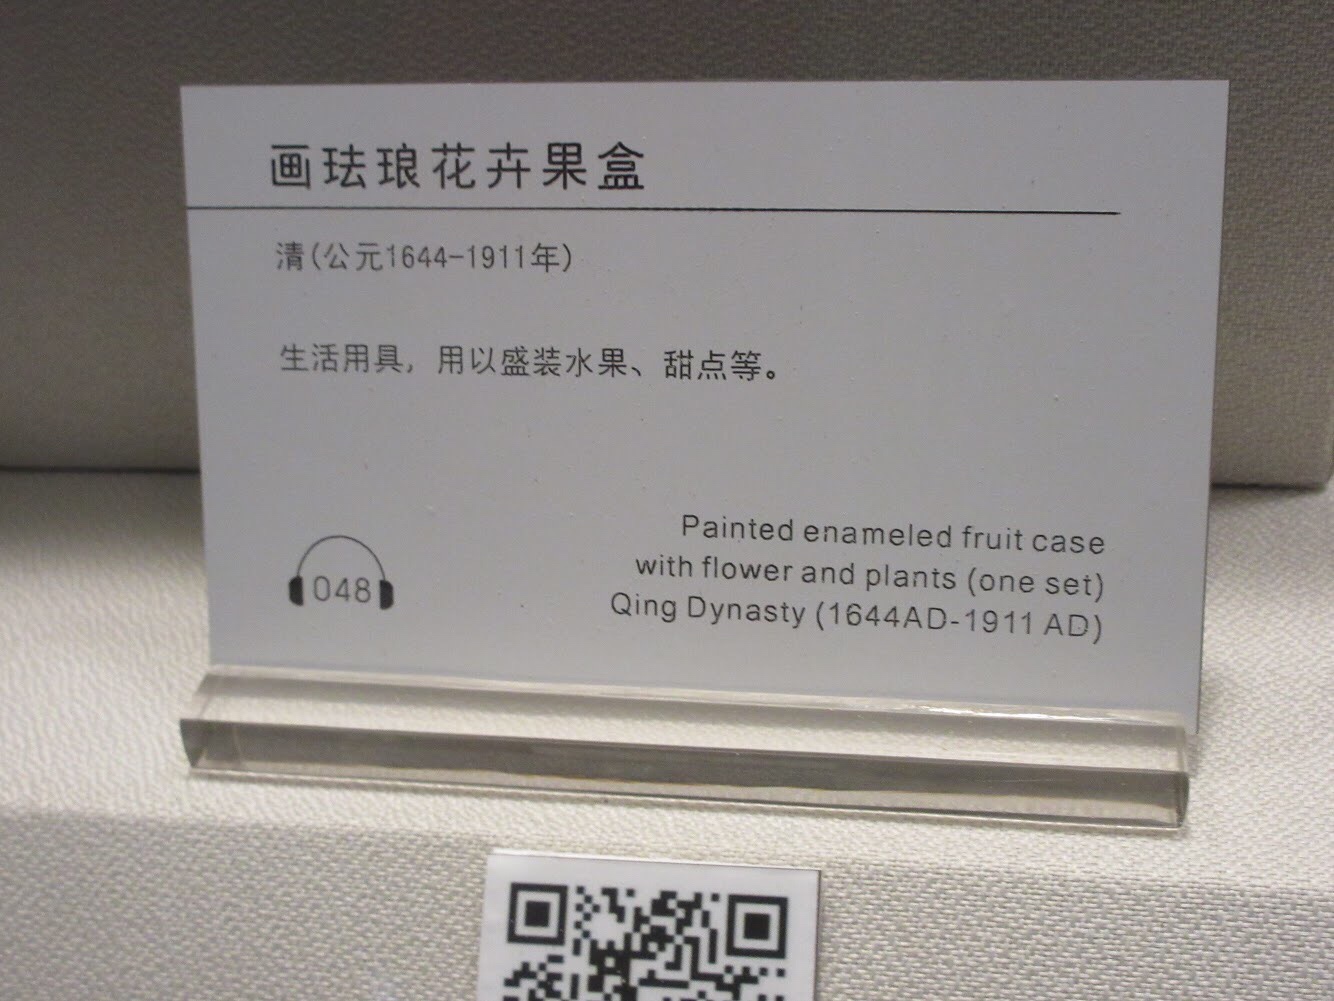 画珐琅花卉果盒
清(公元1644-1911年)
生活用具，用以盛装水果、甜点等。
Painted enameled fruit case
with flower and plants (one set)
Qing Dynasty (1644AD-1911 AD)
048